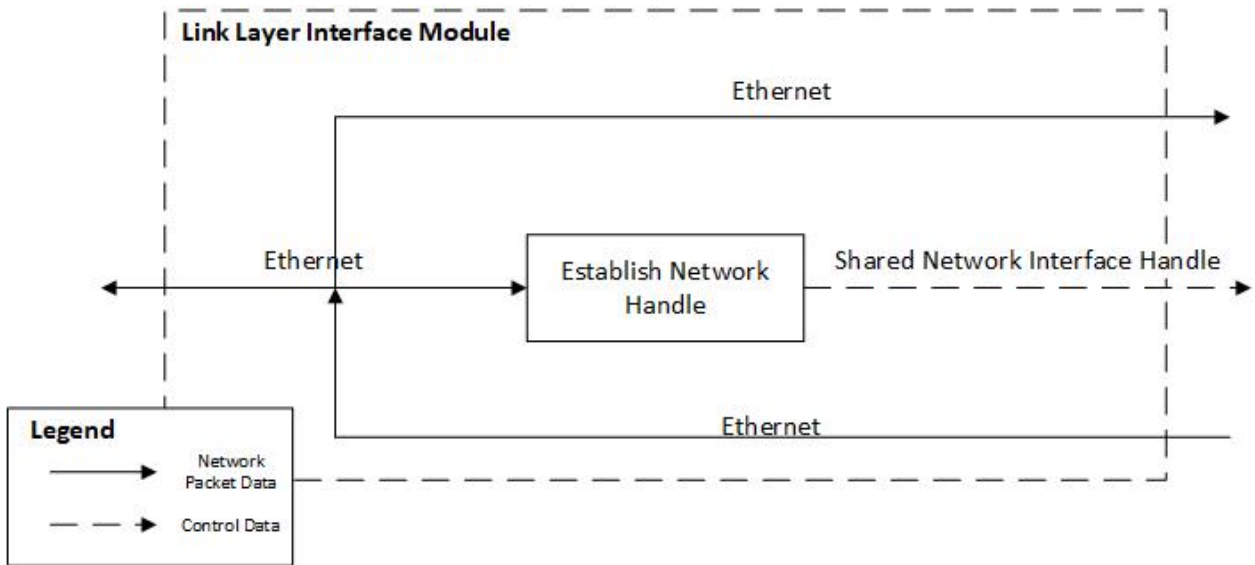 Link Layer Interface Module
Ethernet
Ethernet
Establish Network
Handle
Shared Network Interface Handle
Ethernet
Legend
Network
Packet Data
Control Data